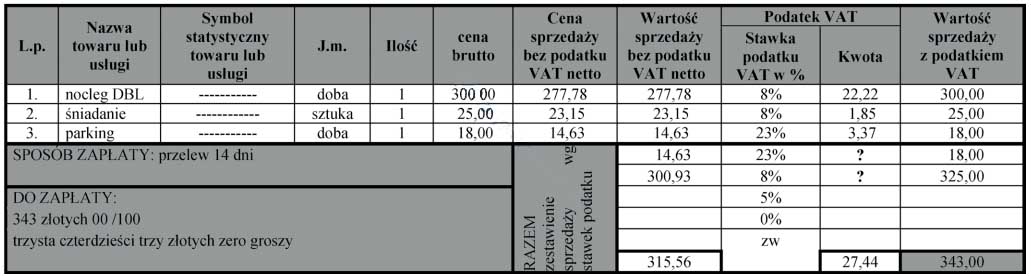 L.p. Nazwa towaru lub usługi Symbol statystyczny towaru lub usługi J.m. Ilość cena brutto Cena sprzedaży bez podatku VAT netto Wartość sprzedaży bez podatku VAT netto Podatek VAT Wartość sprzedaży z podatkiem VAT
Stawka podatku VAT w % Kwota
1. nocleg DBL ----------- doba 1 300 00 277,78 277,78 8% 22,22 300,00
2. śniadanie ----------- sztuka 1 25,00 23,15 23,15 8% 1,85 25,00
3. parking ----------- doba 1 18,00 14,63 14,63 23% 3,37 18,00
SPOSÓB ZAPŁATY: przelew 14 dni
DO ZAPŁATY:
343 złotych 00 /100
trzysta czterdzieści trzy złotych zero groszy
RAZEM
zestawienie
sprzedaży wg
stawek podatku
14,63 23% ? 18,00
300,93 8% ? 325,00
5%
0%
zw
315,56 27,44 343,00